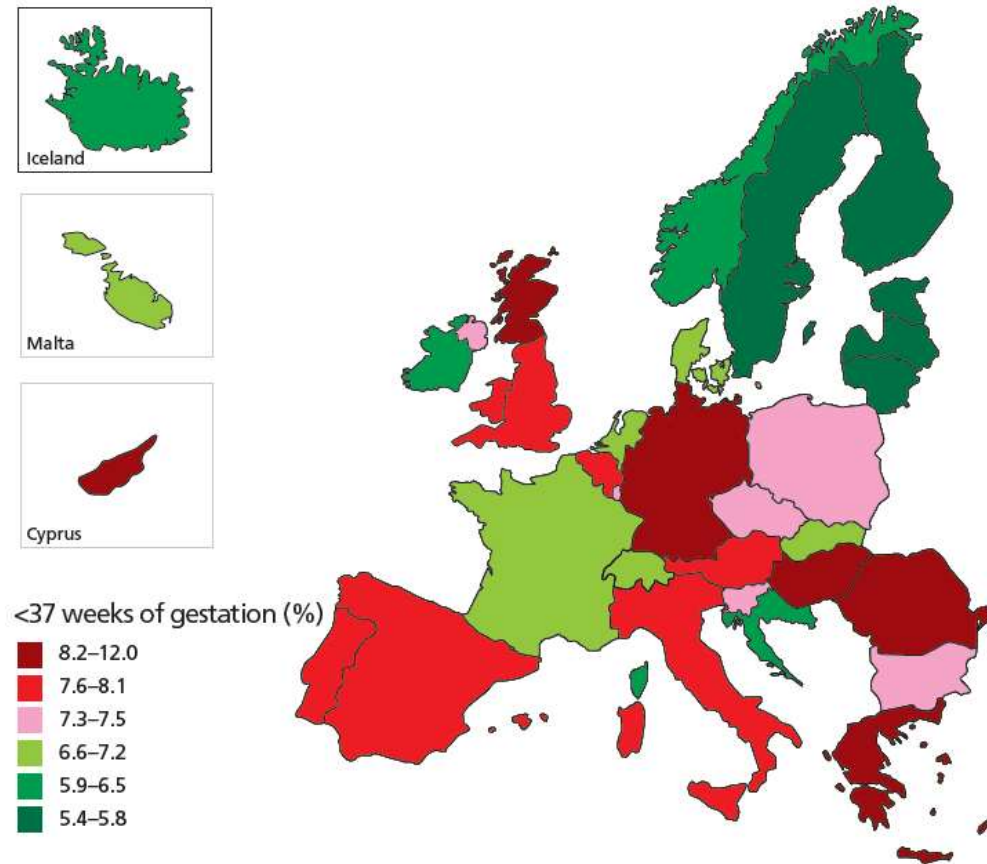 Iceland
Malta
Cyprus
<37 weeks of gestation (%)
8.2–12.0
7.6–8.1
7.3–7.5
6.6–7.2
5.9–6.5
5.4–5.8